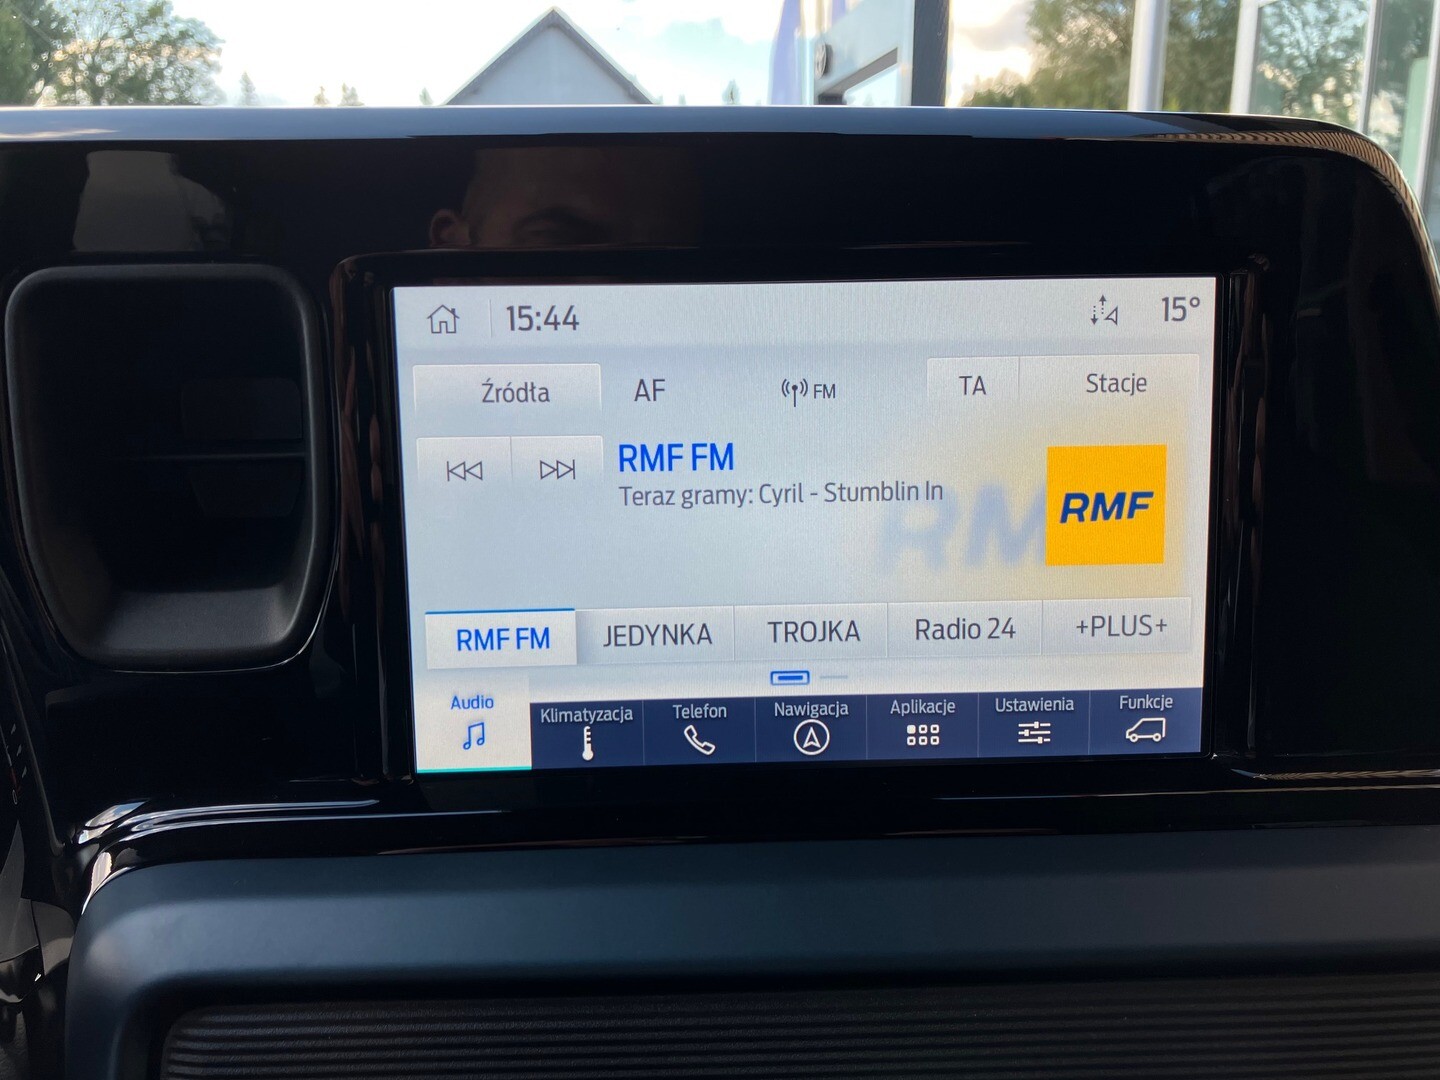 15:44
15°
Źródła
AF
FM
TA
Stacje
RMF FM
Teraz gramy: Cyril - Stumblin In
RMF
RMF FM
JEDYNKA
TROJKA
Radio 24
+PLUS+
Audio
Klimatyzacja
Telefon
Nawigacja
Aplikacje
Ustawienia
Funkcje